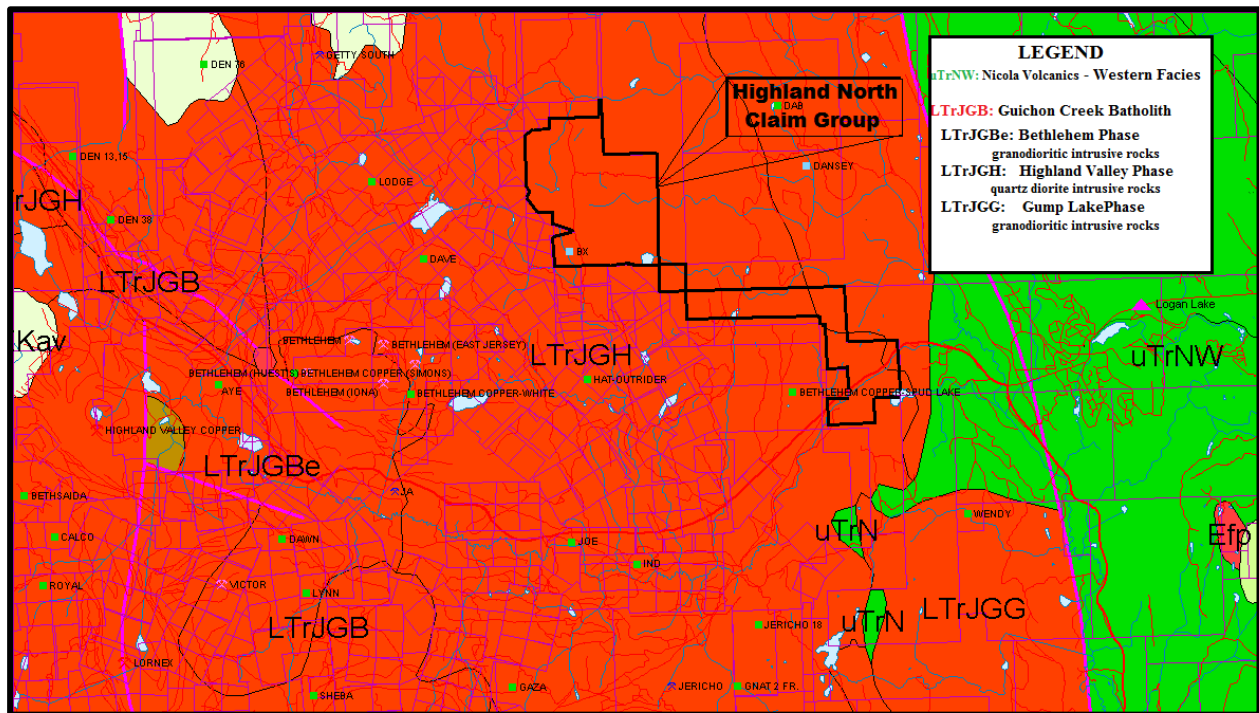 GETTY SOUTH
DEN 76
LEGEND
uTrNW: Nicola Volcanics - Western Facies
LTrJGB: Guichon Creek Batholith
LTrJGBe: Bethlehem Phase
granodioritic intrusive rocks
LTrJGH: Highland Valley Phase
quartz diorite intrusive rocks
LTrJGG: Gump LakePhase
granodioritic intrusive rocks
Highland North
Claim Group
DAB
DEN 13,15
DANSEY
LODGE
TrJGH
DEN 38
BX
DAVE
LTrJGB
Logan Lake
Kav
BETHLEHEM
BETHLEHEM (EAST JERSEY)
LTrJGH
uTrNW
BETHLEHEM (HUESTIS)
BETHLEHEM COPPER (SIMONS)
HAT-OUTRIDER
AYE
BETHLEHEM (IONA)
BETHLEHEM COPPER-WHITE
BETHLEHEM COPPER-SPUD LAKE
HIGHLAND VALLEY COPPER
LTrJGBe
BETHSAIDA
JA
WENDY
CALCO
DAWN
JOE
uTrN
Efp
IND
ROYAL
VICTOR
LYNN
LTrJGB
JERICHO 18
uTrN
LTrJGG
LORNEX
SHEBA
GAZA
JERICHO
GNAT 2 FR.